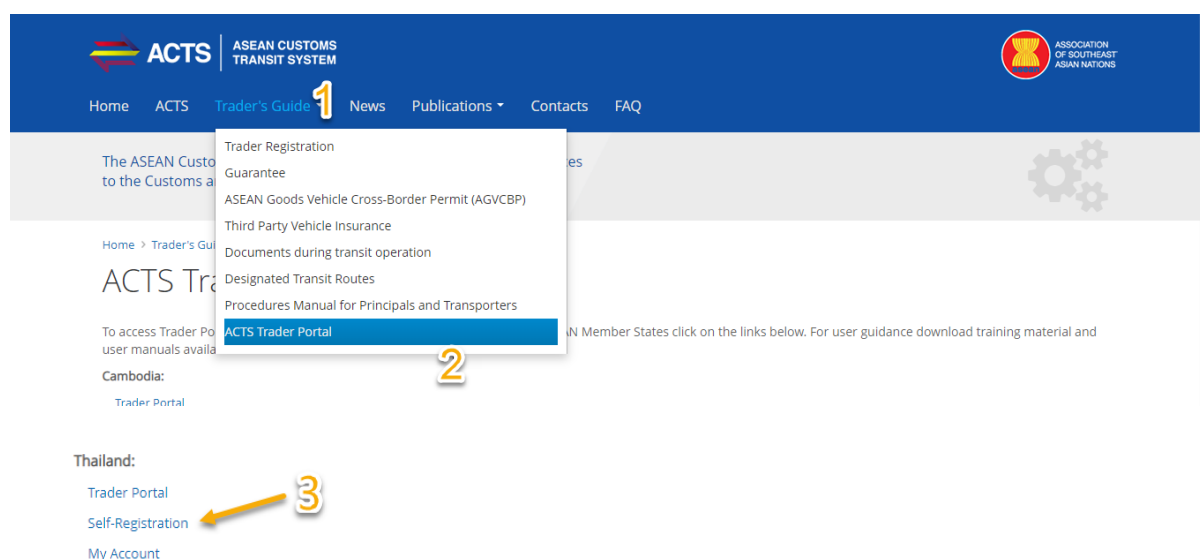 ACTS
ASEAN CUSTOMS
TRANSIT SYSTEM
ASSOCIATION
OF SOUTHEAST
ASIAN NATIONS
Home ACTS Trader's Guide 1 News Publications Contacts FAQ
Trader Registration
The ASEAN Custo
to the Customs a
Guarantee
ASEAN Goods Vehicle Cross-Border Permit (AGVCBP)
Third Party Vehicle Insurance
Home > Trader's Gui
Documents during transit operation
ACTS Tr
Designated Transit Routes
Procedures Manual for Principals and Transporters
To access Trader Po ACTS Trader Portal N Member States click on the links below. For user guidance download training material and
user manuals availa
2
Cambodia:
Trader Portal
Thailand:
Trader Portal
3
Self-Registration
My Account